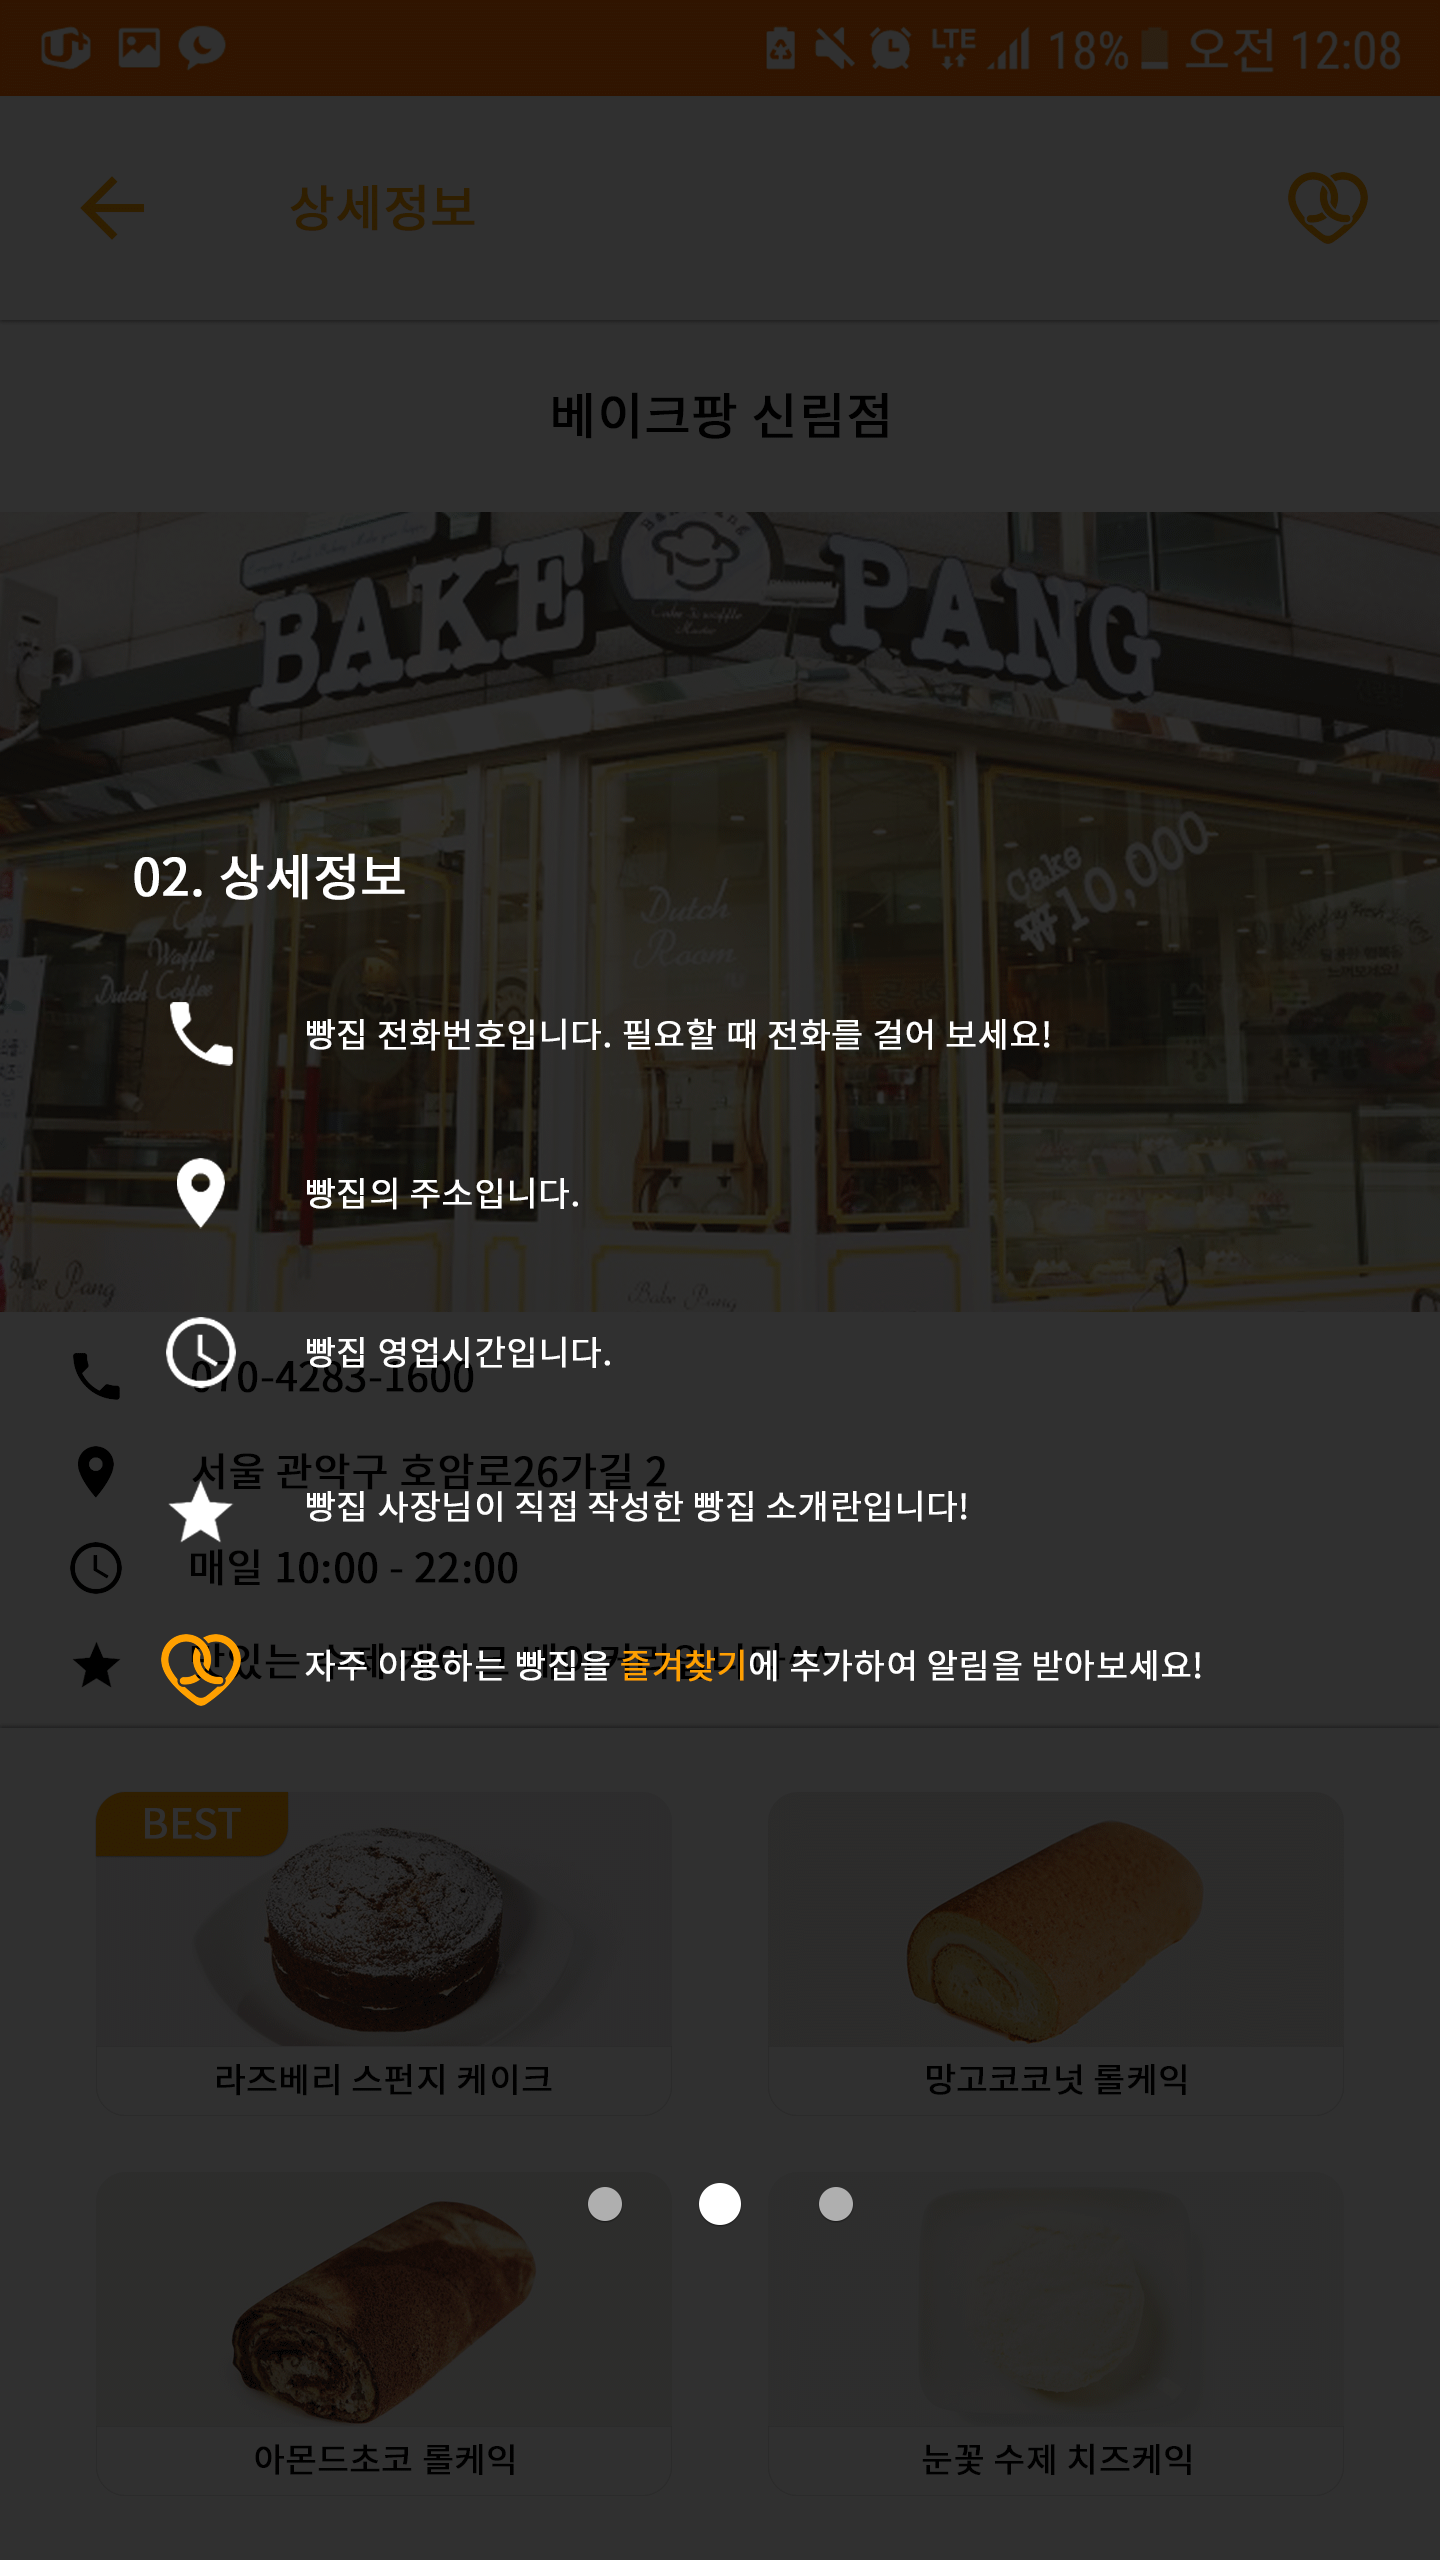 LTE 18% 오전 12:08
상세정보
베이크팡 신림점
BAKE PANG
Cake
₩10,000
Dutch
Room
02. 상세정보
Cafe
Waffle
Dutch Coffee
빵집 전화번호입니다. 필요할 때 전화를 걸어 보세요!
빵집의 주소입니다.
Bake Pang
Bake Pang
빵집 영업시간입니다.
070-4283-1600
서울 관악구 호암로26가길 2
빵집 사장님이 직접 작성한 빵집 소개란입니다!
매일 10:00 - 22:00
자주 이용하는 빵집을 즐겨찾기에 추가하여 알림을 받아보세요!
BEST
라즈베리 스펀지 케이크
망고코코넛 롤케익
아몬드초코 롤케익
눈꽃 수제 치즈케익